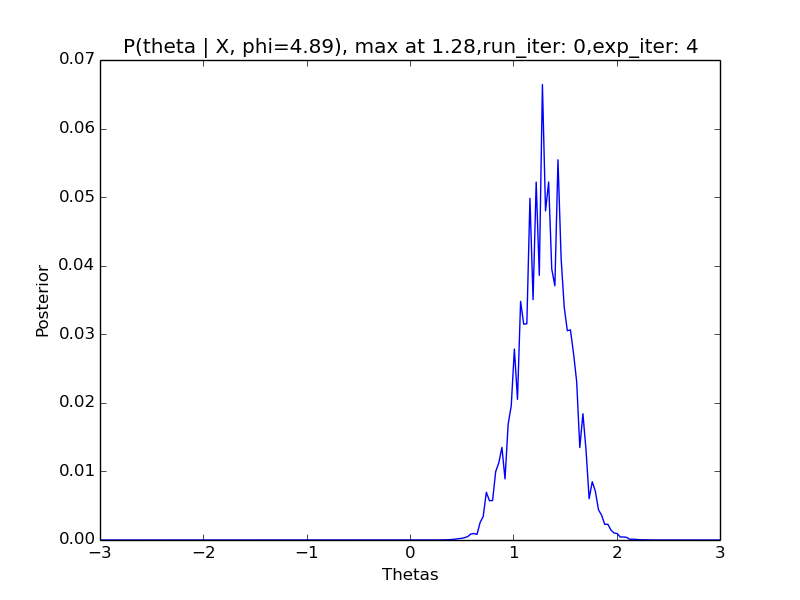 P(theta | X, phi=4.89), max at 1.28,run_iter: 0,exp_iter: 4
0.07
0.06
0.05
0.04
0.03
0.02
0.01
0.00
Posterior
−3 −2 −1 0 1 2 3
Thetas